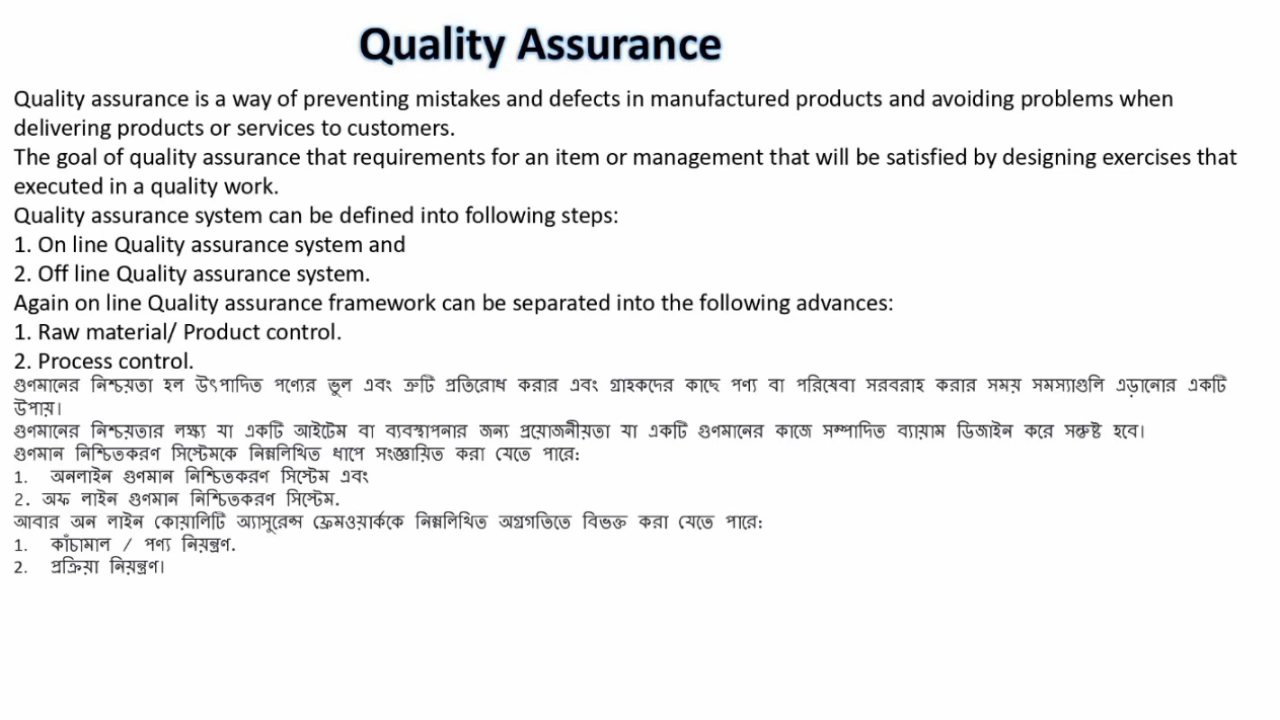 Quality Assurance
Quality assurance is a way of preventing mistakes and defects in manufactured products and avoiding problems when
delivering products or services to customers.
The goal of quality assurance that requirements for an item or management that will be satisfied by designing exercises that
executed in a quality work.
Quality assurance system can be defined into following steps:
1. On line Quality assurance system and
2. Off line Quality assurance system.
Again on line Quality assurance framework can be separated into the following advances:
1. Raw material/ Product control.
2. Process control.
গুণমানের নিশ্চয়তা হল উৎপাদিত পণ্যের ভুল এবং ত্রুটি প্রতিরোধ করার এবং গ্রাহকদের কাছে পণ্য বা পরিষেবা সরবরাহ করার সময় সমস্যাগুলি এড়ানোর একটি
উপায়।
গুণমানের নিশ্চয়তার লক্ষ্য যা একটি আইটেম বা ব্যবস্থাপনার জন্য প্রয়োজনীয়তা যা একটি গুণমানের কাজে সম্পাদিত ব্যায়াম ডিজাইন করে সন্তুষ্ট হবে।
গুণমান নিশ্চিতকরণ সিস্টেমকে নিম্নলিখিত ধাপে সংজ্ঞায়িত করা যেতে পারে:
1. অনলাইন গুণমান নিশ্চিতকরণ সিস্টেম এবং
2. অফ লাইন গুণমান নিশ্চিতকরণ সিস্টেম.
আবার অন লাইন কোয়ালিটি অ্যাসুরেন্স ফ্রেমওয়ার্ককে নিম্নলিখিত অগ্রগতিতে বিভক্ত করা যেতে পারে:
1. কাঁচামাল / পণ্য নিয়ন্ত্রণ.
2. প্রক্রিয়া নিয়ন্ত্রণ।